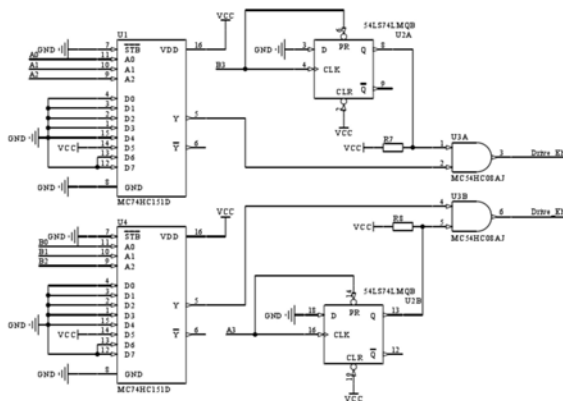 U1
VCC
GND 7 STB VDD 16
A0 11 A0
A1 10 A1
A2 9 A2
4 D0
3 D1
2 D2
1 D3
GND 15 D4
VCC 14 D5
13 D6
12 D7
Y 5
Y 6
GND 8 GND
MC74HC151D
54LS74LMQB
U2A
GND 3 D PR Q 8
B3 4 CLK
Q 9
CLR
VCC
VCC R7
U3A
1
2
3 Drive_K
MC54HC08AJ
U4
VCC
GND 7 STB VDD 16
B0 11 A0
B1 10 A1
B2 9 A2
4 D0
3 D1
2 D2
1 D3
GND 15 D4
VCC 14 D5
13 D6
12 D7
Y 5
Y 6
GND 8 GND
MC74HC151D
U3B
4
5
6 Drive_K
MC54HC08AJ
VCC R8
54LS74LMQB
U2B
14
GND 18 D PR Q 13
A3 16 CLK
Q 12
CLR
VCC